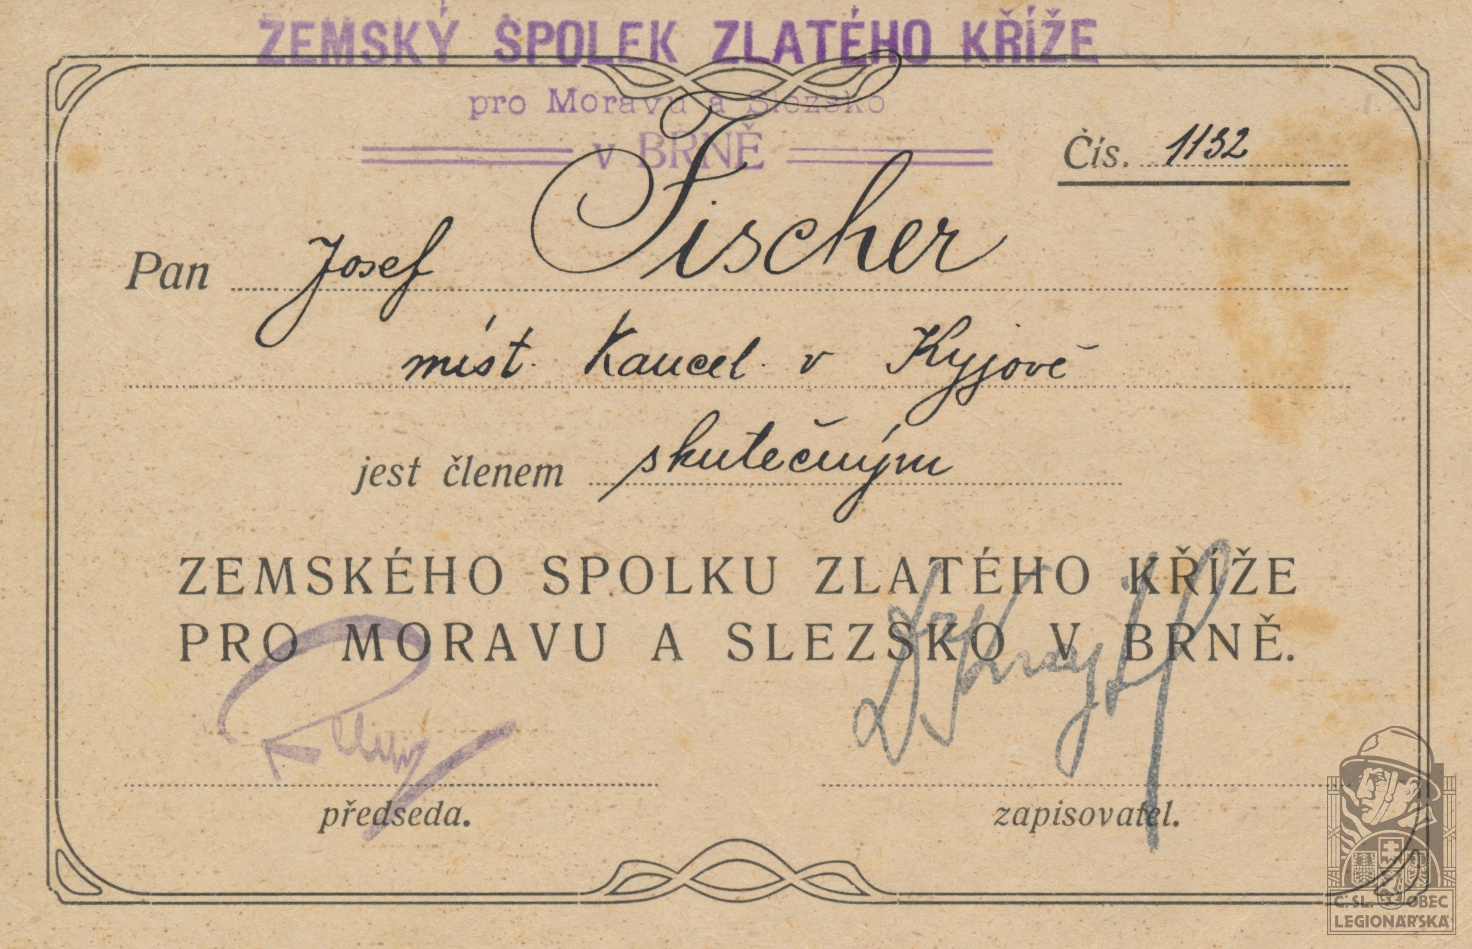 ZEMSKÝ SPOLEK ZLATÉHO KŘÍŽE
pro Moravu a Slezsko
v BRNĚ
Čís. 1132
Pan Josef Fischer
míst. kancel. v Kyjově
jest členem skutečným
ZEMSKÉHO SPOLKU ZLATÉHO KŘÍŽE
PRO MORAVU A SLEZSKO V BRNĚ.
předseda. zapisovatel.
Č.SL. OBEC
LEGIONÁŘSKÁ